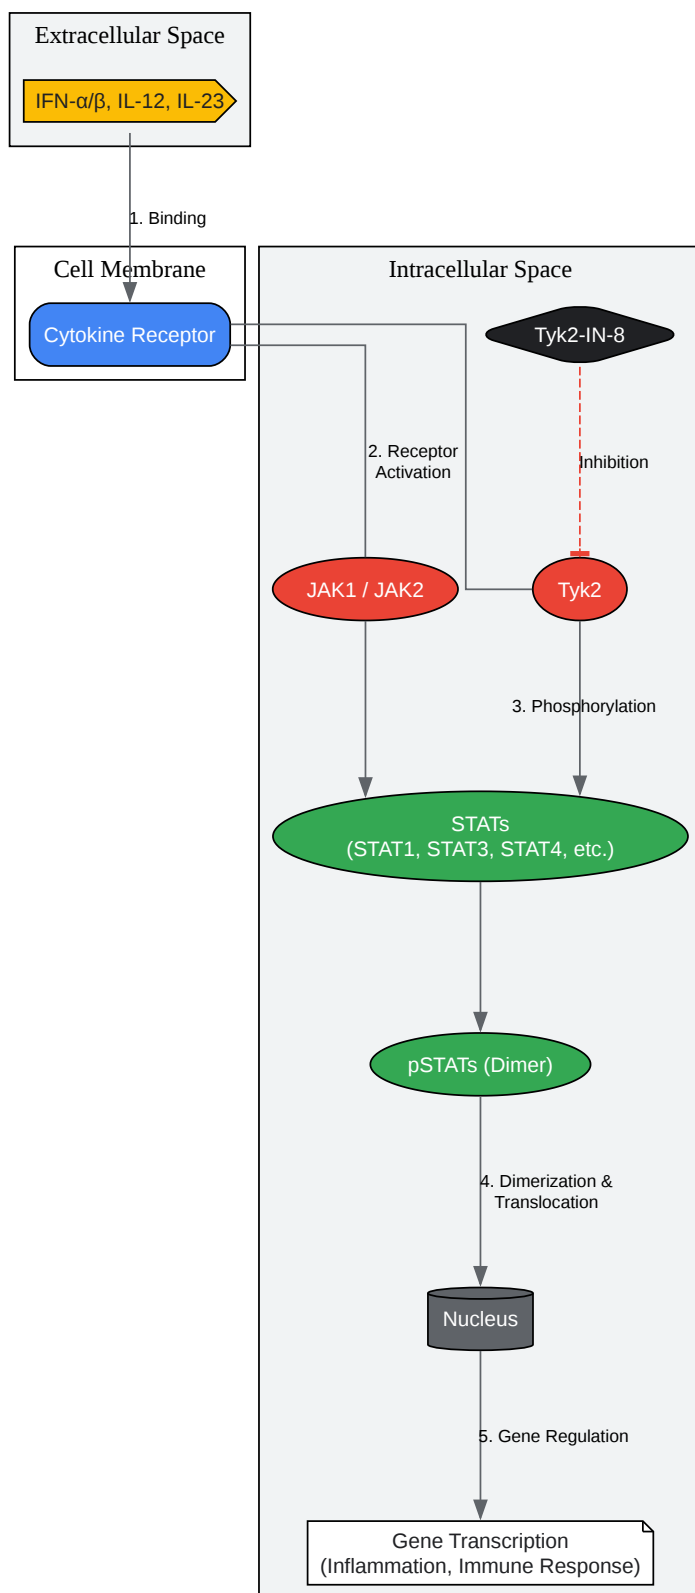 Extracellular Space
IFN-α/β, IL-12, IL-23
1. Binding
Cell Membrane
Intracellular Space
Cytokine Receptor
Tyk2-IN-8
2. Receptor
Activation
Inhibition
JAK1 / JAK2
Tyk2
3. Phosphorylation
STATs
(STAT1, STAT3, STAT4, etc.)
pSTATs (Dimer)
4. Dimerization &
Translocation
Nucleus
5. Gene Regulation
Gene Transcription
(Inflammation, Immune Response)